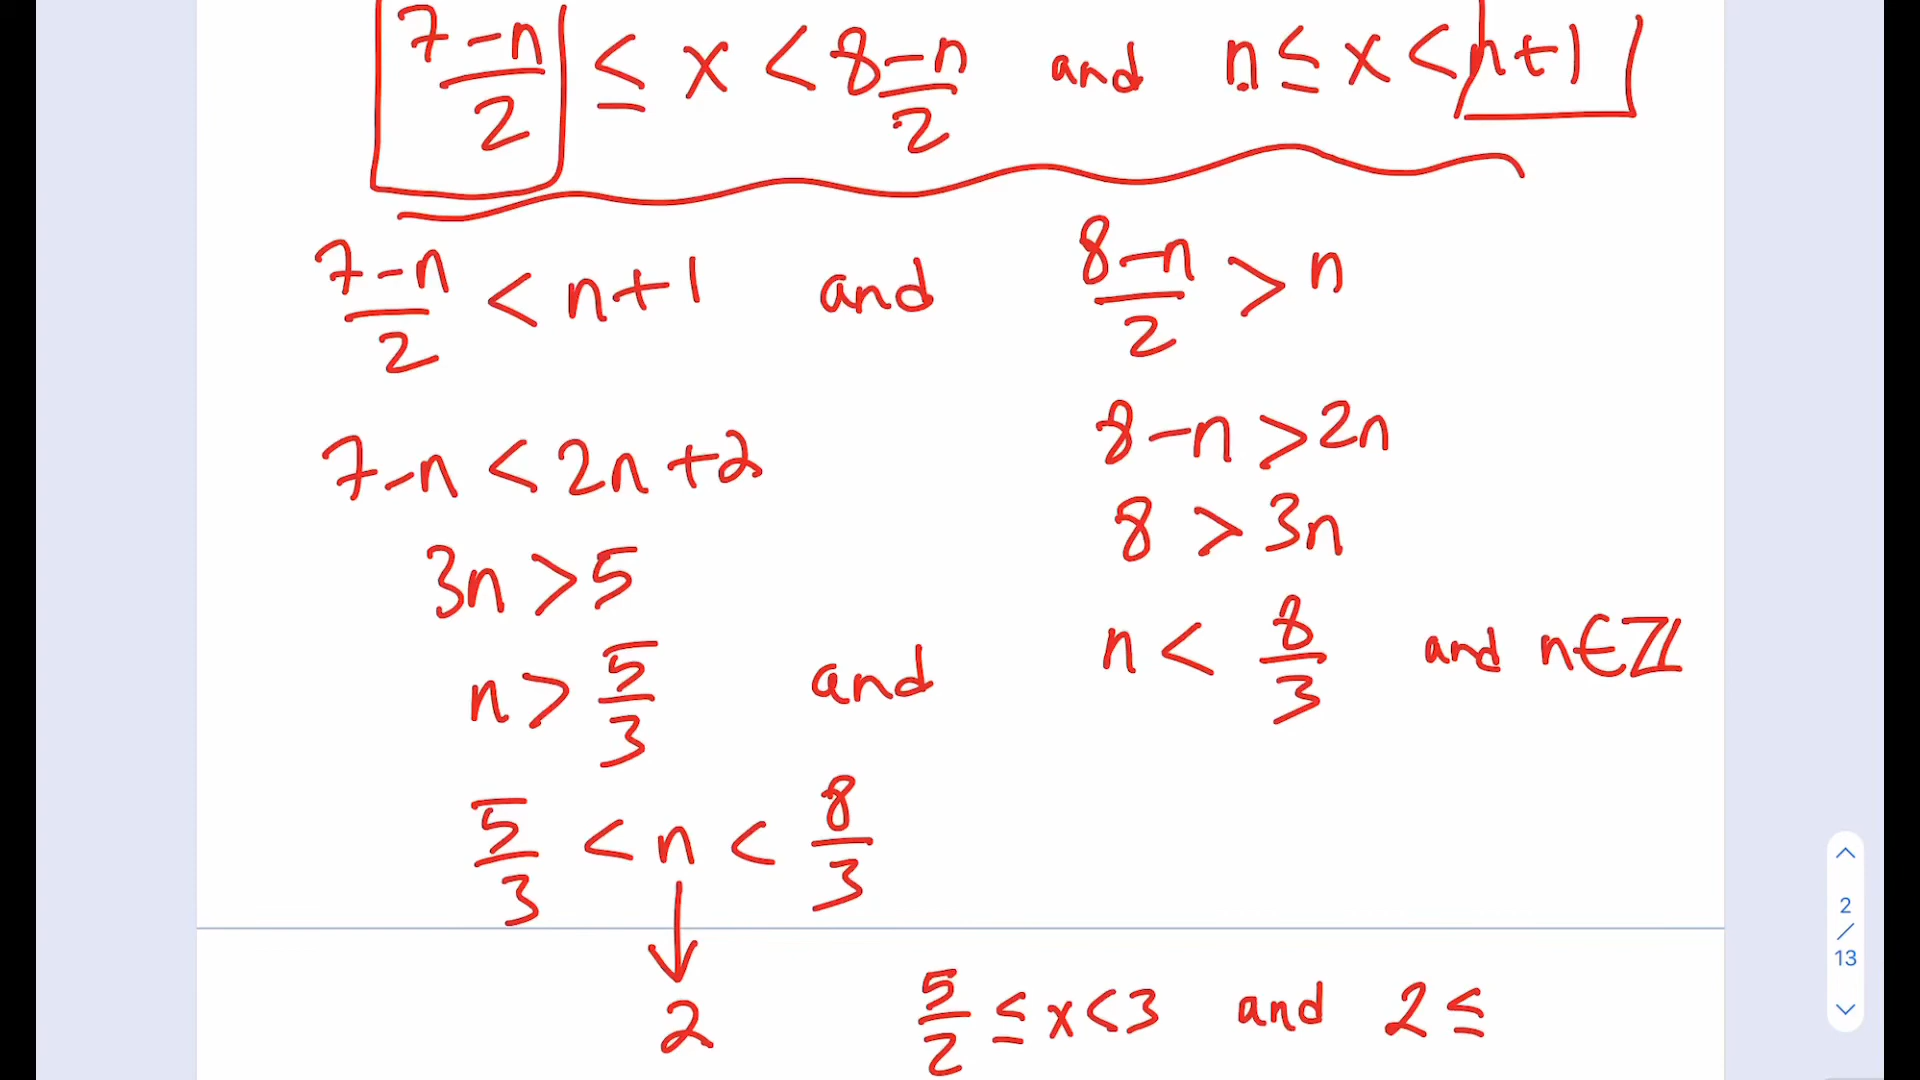 7-n/2 ≤ x < 8-n/2 and n ≤ x < n+1
7-n/2 < n+1 and 8-n/2 > n
7-n < 2n+2 8-n > 2n
3n > 5 8 > 3n
n > 5/3 and n < 8/3 and n∈ℤ
5/3 < n < 8/3
2 5/2 ≤ x < 3 and 2 ≤
2
/
13